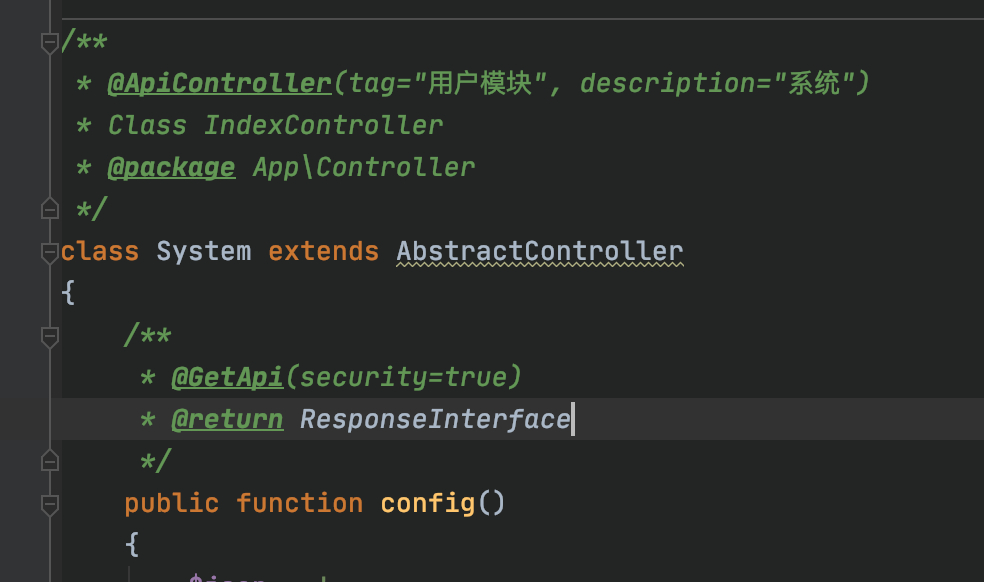 /**
 * @ApiController(tag="用户模块", description="系统")
 * Class IndexController
 * @package App\Controller
 */
class System extends AbstractController
{
    /**
     * @GetApi(security=true)
     * @return ResponseInterface
     */
    public function config()
    {